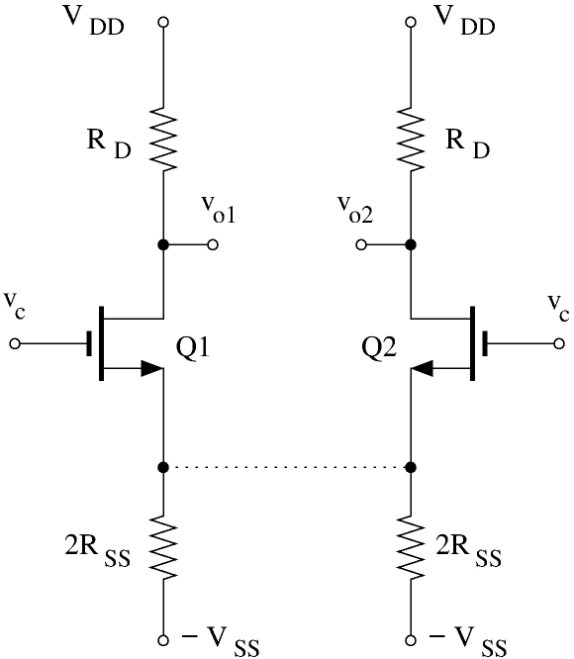 V DD V DD
R D R D
v o1 v o2
v c v c
Q1 Q2
2R SS 2R SS
– V SS – V SS